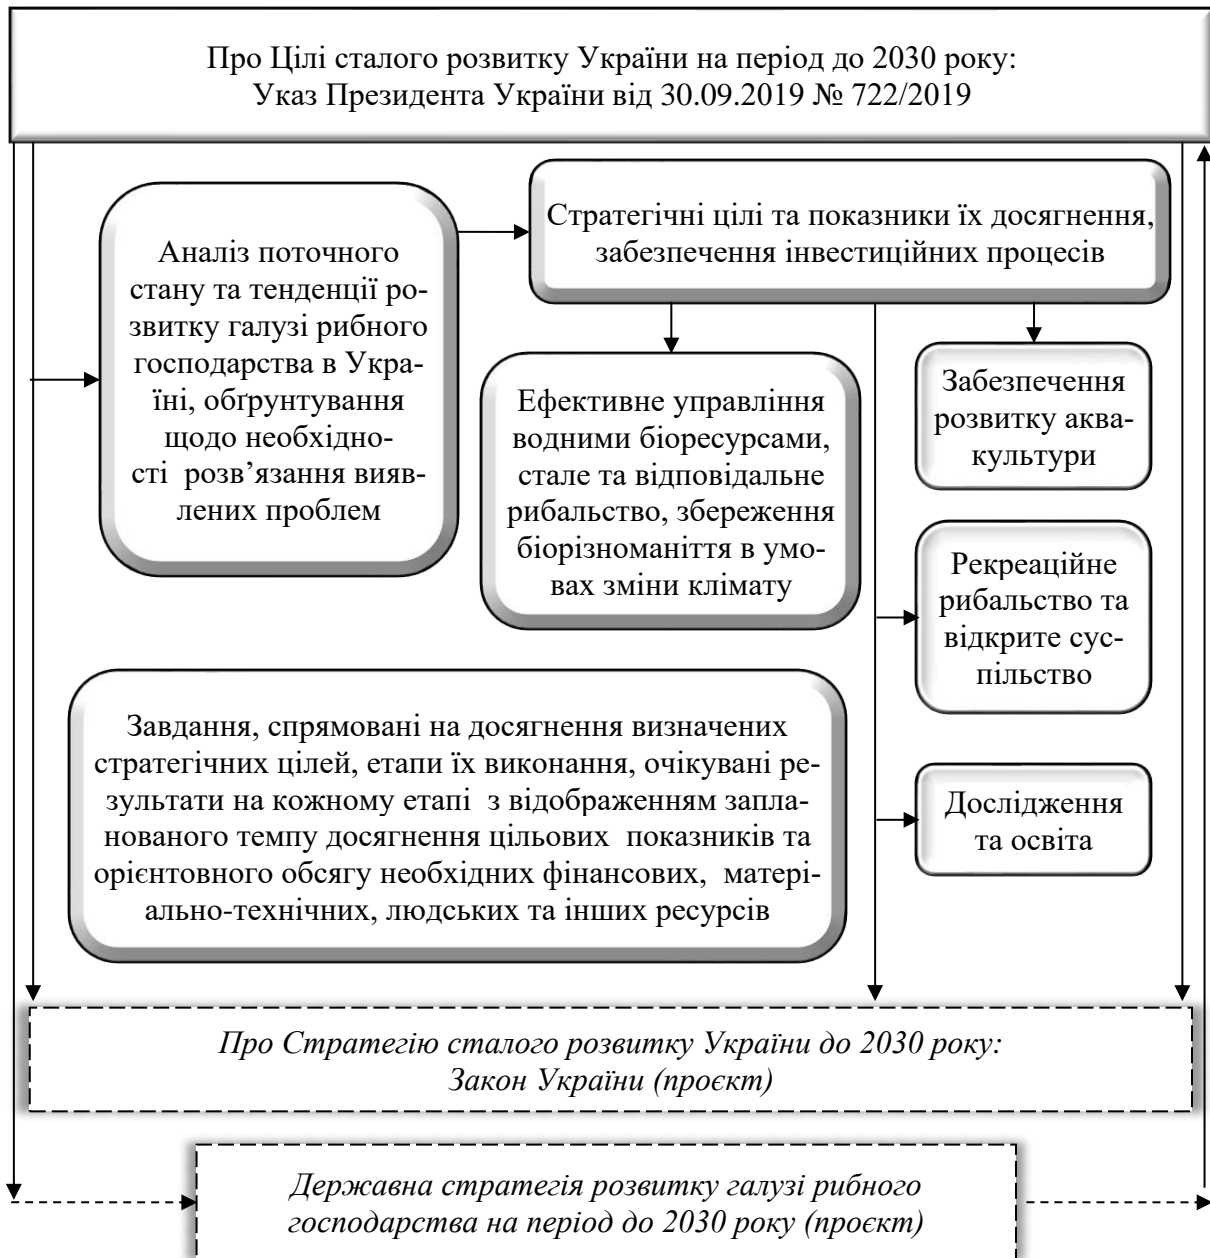 Про Цілі сталого розвитку України на період до 2030 року:
Указ Президента України від 30.09.2019 № 722/2019
Аналіз поточного
стану та тенденції ро-
звитку галузі рибного
господарства в Укра-
їні, обґрунтування
щодо необхідно-
сті розв’язання вияв-
лених проблем
Стратегічні цілі та показники їх досягнення,
забезпечення інвестиційних процесів
Ефективне управління
водними біоресурсами,
стале та відповідальне
рибальство, збереження
біорізноманіття в умо-
вах зміни клімату
Забезпечення
розвитку аква-
культури
Рекреаційне
рибальство та
відкрите сус-
пільство
Дослідження
та освіта
Завдання, спрямовані на досягнення визначених
стратегічних цілей, етапи їх виконання, очікувані ре-
зультати на кожному етапі з відображенням запла-
нованого темпу досягнення цільових показників та
орієнтовного обсягу необхідних фінансових, матері-
ально-технічних, людських та інших ресурсів
Про Стратегію сталого розвитку України до 2030 року:
Закон України (проєкт)
Державна стратегія розвитку галузі рибного
господарства на період до 2030 року (проєкт)